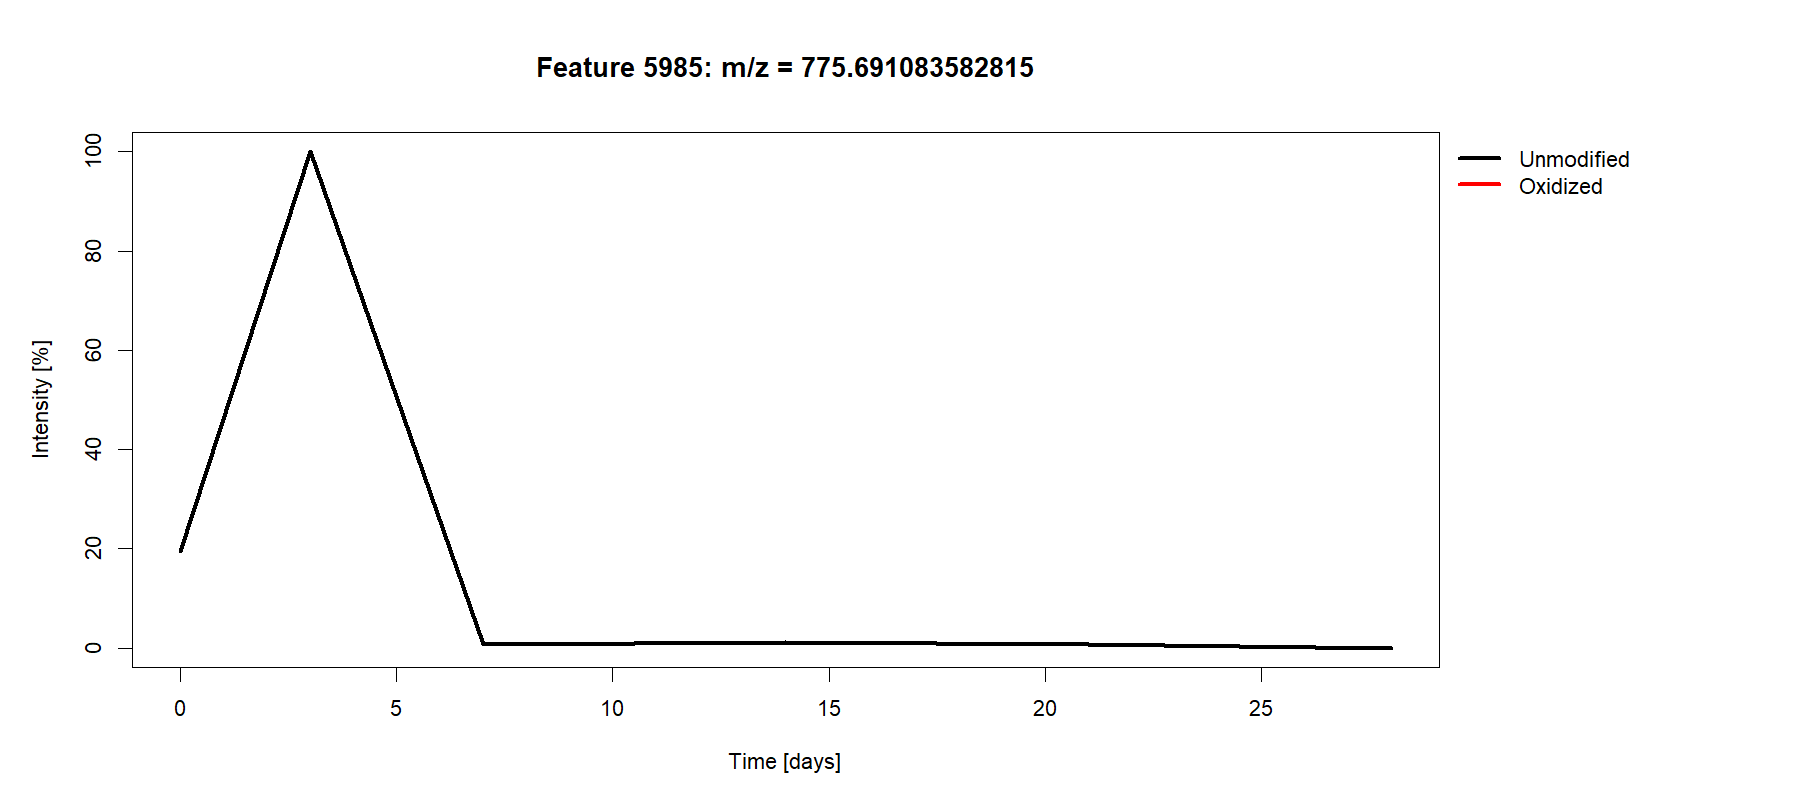 Feature 5985: m/z = 775.691083582815
Unmodified
Oxidized
Intensity [%]
100
80
60
40
20
0
0 5 10 15 20 25
Time [days]